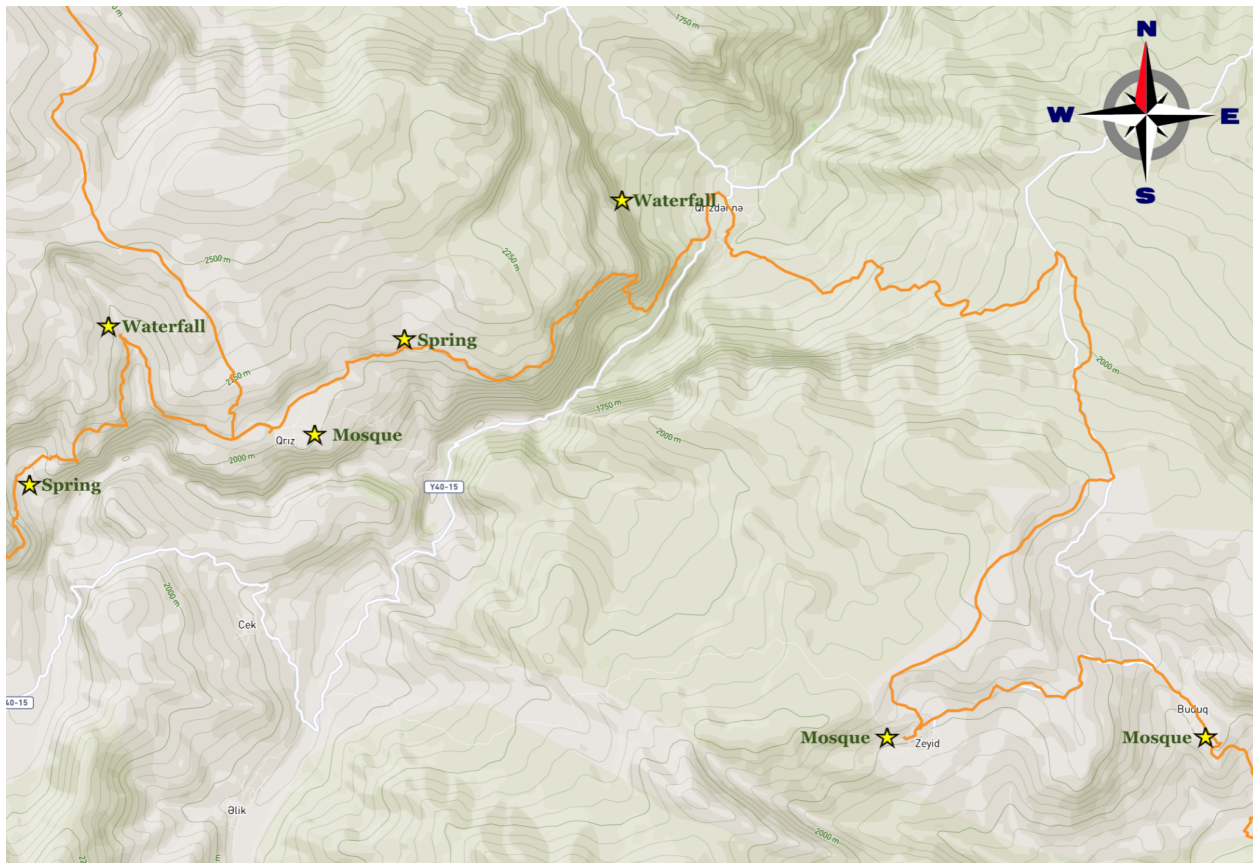 1750 m
N
W
E
S
Waterfall
Qrızdəhnə
2250 m
2500 m
Waterfall
Spring
2000 m
2250 m
1750 m
Qrız
Mosque
2000 m
2000 m
Spring
Y40-15
2000 m
Cek
40-15
Buduq
Mosque
Zeyid
Mosque
Əlik
2000 m